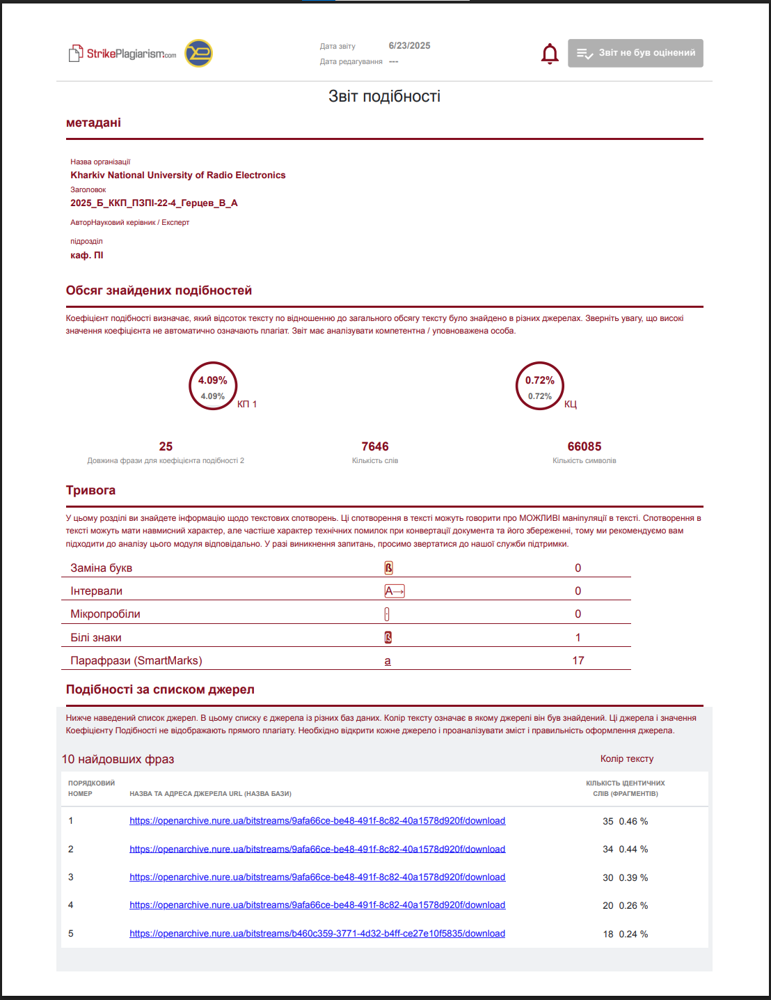 StrikePlagiarism.com
Дата звіту 6/23/2025
Дата редагування ---
Звіт не був оцінений
Звіт подібності
метадані
Назва організації
Kharkiv National University of Radio Electronics
Заголовок
2025_Б_ККП_ПЗПІ-22-4_Герцев_В_А
АвторНауковий керівник / Експерт
підрозділ
каф. ПІ
Обсяг знайдених подібностей
Коефіцієнт подібності визначає, який відсоток тексту по відношенню до загального обсягу тексту було знайдено в різних джерелах. Зверніть увагу, що високі
значення коефіцієнта не автоматично означають плагіат. Звіт має аналізувати компетентна / уповноважена особа.
4.09%
4.09%
КП 1
0.72%
0.72%
КЦ
25
Довжина фрази для коефіцієнта подібності 2
7646
Кількість слів
66085
Кількість символів
Тривога
У цьому розділі ви знайдете інформацію щодо текстових спотворень. Ці спотворення в тексті можуть говорити про МОЖЛИВІ маніпуляції в тексті. Спотворення в
тексті можуть мати навмисний характер, але частіше характер технічних помилок при конвертації документа та його збереженні, тому ми рекомендуємо вам
підходити до аналізу цього модуля відповідально. У разі виникнення запитань, просимо звертатися до нашої служби підтримки.
Заміна букв ß 0
Інтервали A→ 0
Мікропробіли · 0
Білі знаки ß 1
Парафрази (SmartMarks) a 17
Подібності за списком джерел
Нижче наведений список джерел. В цьому списку є джерела із різних баз даних. Колір тексту означає в якому джерелі він був знайдений. Ці джерела і значення
Коефіцієнту Подібності не відображають прямого плагіату. Необхідно відкрити кожне джерело і проаналізувати зміст і правильність оформлення джерела.
10 найдовших фраз Колір тексту
ПОРЯДКОВИЙ НОМЕР
НАЗВА ТА АДРЕСА ДЖЕРЕЛА URL (НАЗВА БАЗИ)
КІЛЬКІСТЬ ІДЕНТИЧНИХ СЛІВ (ФРАГМЕНТІВ)
1 https://openarchive.nure.ua/bitstreams/9afa66ce-be48-491f-8c82-40a1578d920f/download 35 0.46 %
2 https://openarchive.nure.ua/bitstreams/9afa66ce-be48-491f-8c82-40a1578d920f/download 34 0.44 %
3 https://openarchive.nure.ua/bitstreams/9afa66ce-be48-491f-8c82-40a1578d920f/download 30 0.39 %
4 https://openarchive.nure.ua/bitstreams/9afa66ce-be48-491f-8c82-40a1578d920f/download 20 0.26 %
5 https://openarchive.nure.ua/bitstreams/b460c359-3771-4d32-b4ff-ce27e10f5835/download 18 0.24 %